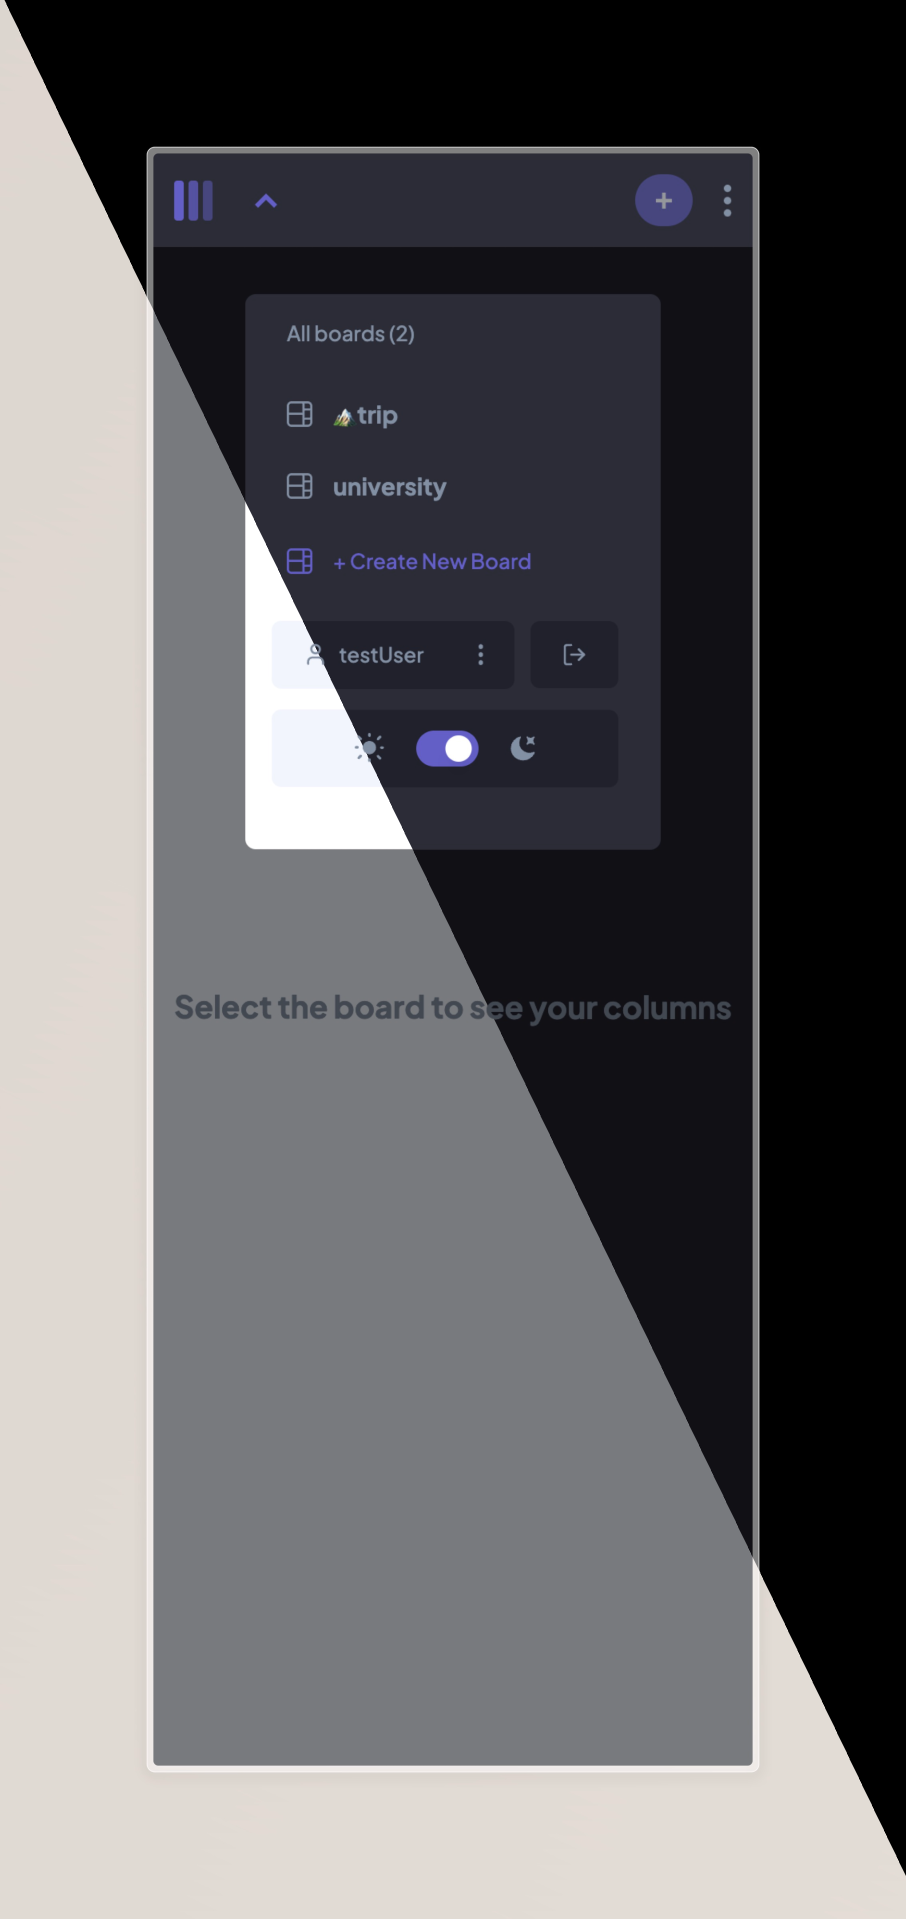 All boards (2)
🏔️trip
university
+ Create New Board
testUser
Select the board to see your columns